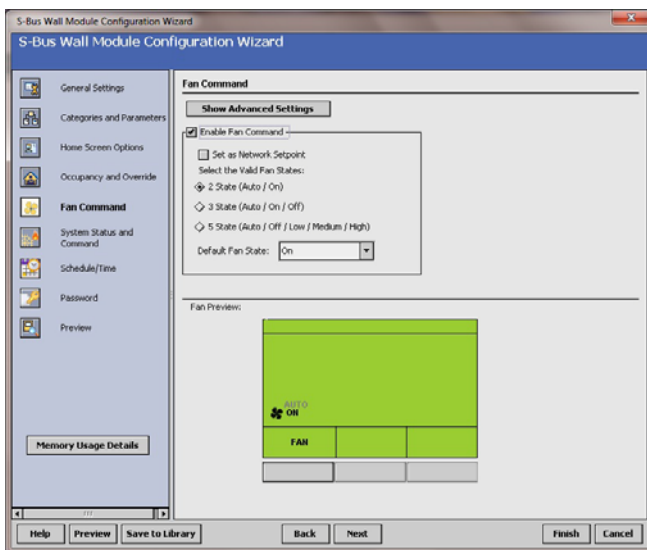 S-Bus Wall Module Configuration Wizard
S-Bus Wall Module Configuration Wizard
General Settings
Categories and Parameters
Home Screen Options
Occupancy and Override
Fan Command
System Status and
Command
Schedule/Time
Password
Preview
Memory Usage Details
Fan Command
Show Advanced Settings
Enable Fan Command
Set as Network Setpoint
Select the Valid Fan States:
2 State (Auto / On)
3 State (Auto / On / Off)
5 State (Auto / Off / Low / Medium / High)
Default Fan State: On
Fan Preview:
AUTO
ON
FAN
Help Preview Save to Library Back Next Finish Cancel